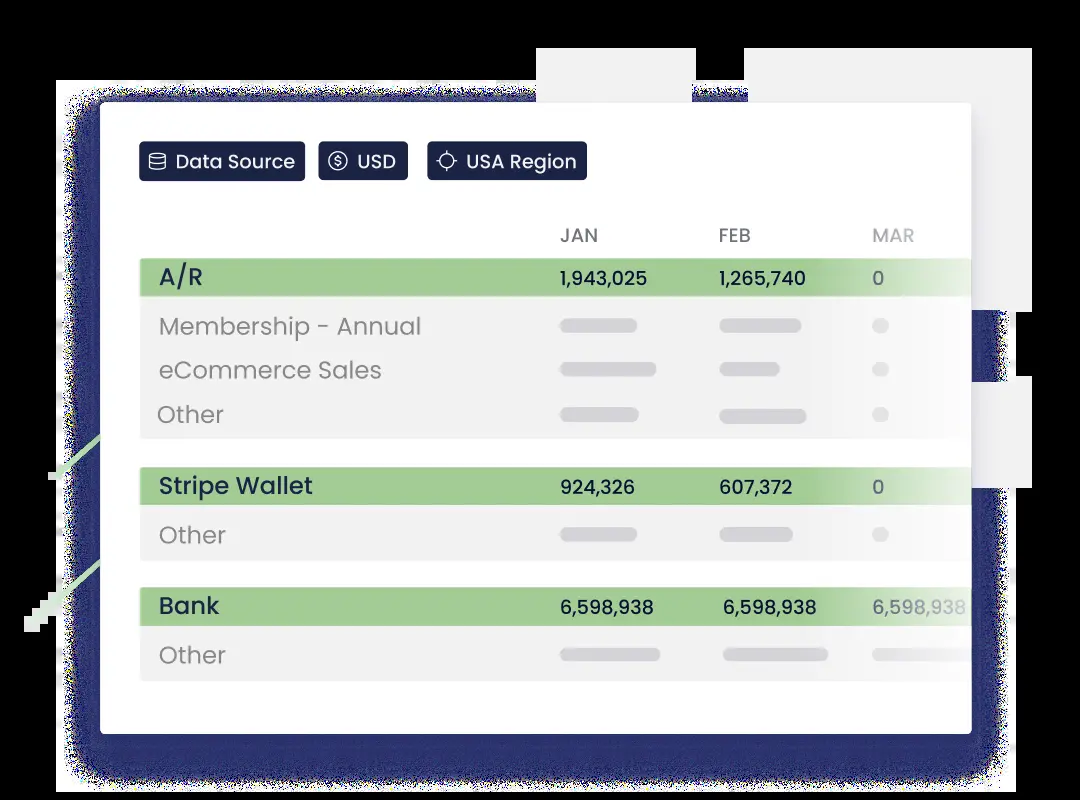 Data Source USD USA Region
JAN FEB MAR
A/R 1,943,025 1,265,740 0
Membership - Annual
eCommerce Sales
Other
Stripe Wallet 924,326 607,372 0
Other
Bank 6,598,938 6,598,938 6,598,938
Other